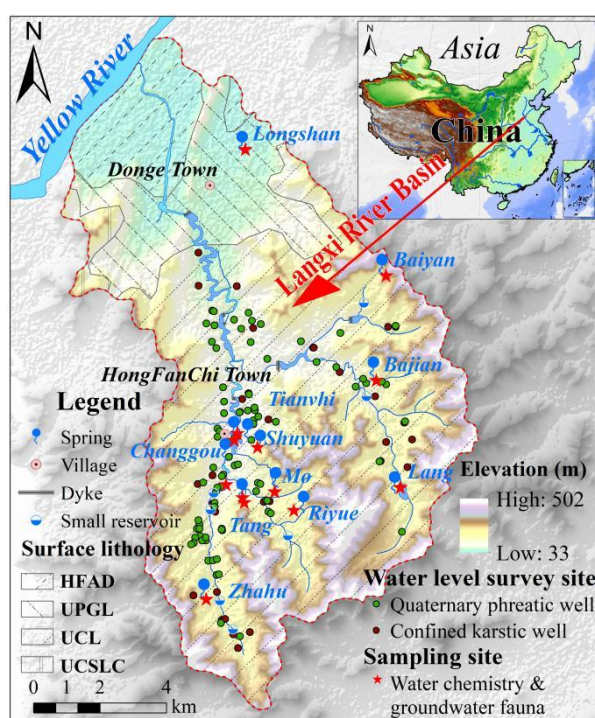 N
Yellow River
Longshan
Donge Town
N
Asia
China
Langxi River Basin
Baiyan
Bajian
HongFanChi Town
Tianvhi
Shuyuan
Changgou
Mo
Lang
Tang
Riyue
Zhahu
Legend
Spring
Village
Dyke
Small reservoir
Surface lithology
HFAD
UPGL
UCL
UCSLC
0 1 2 4
km
Elevation (m)
High: 502
Low: 33
Water level survey site
Quaternary phreatic well
Confined karstic well
Sampling site
Water chemistry &
groundwater fauna